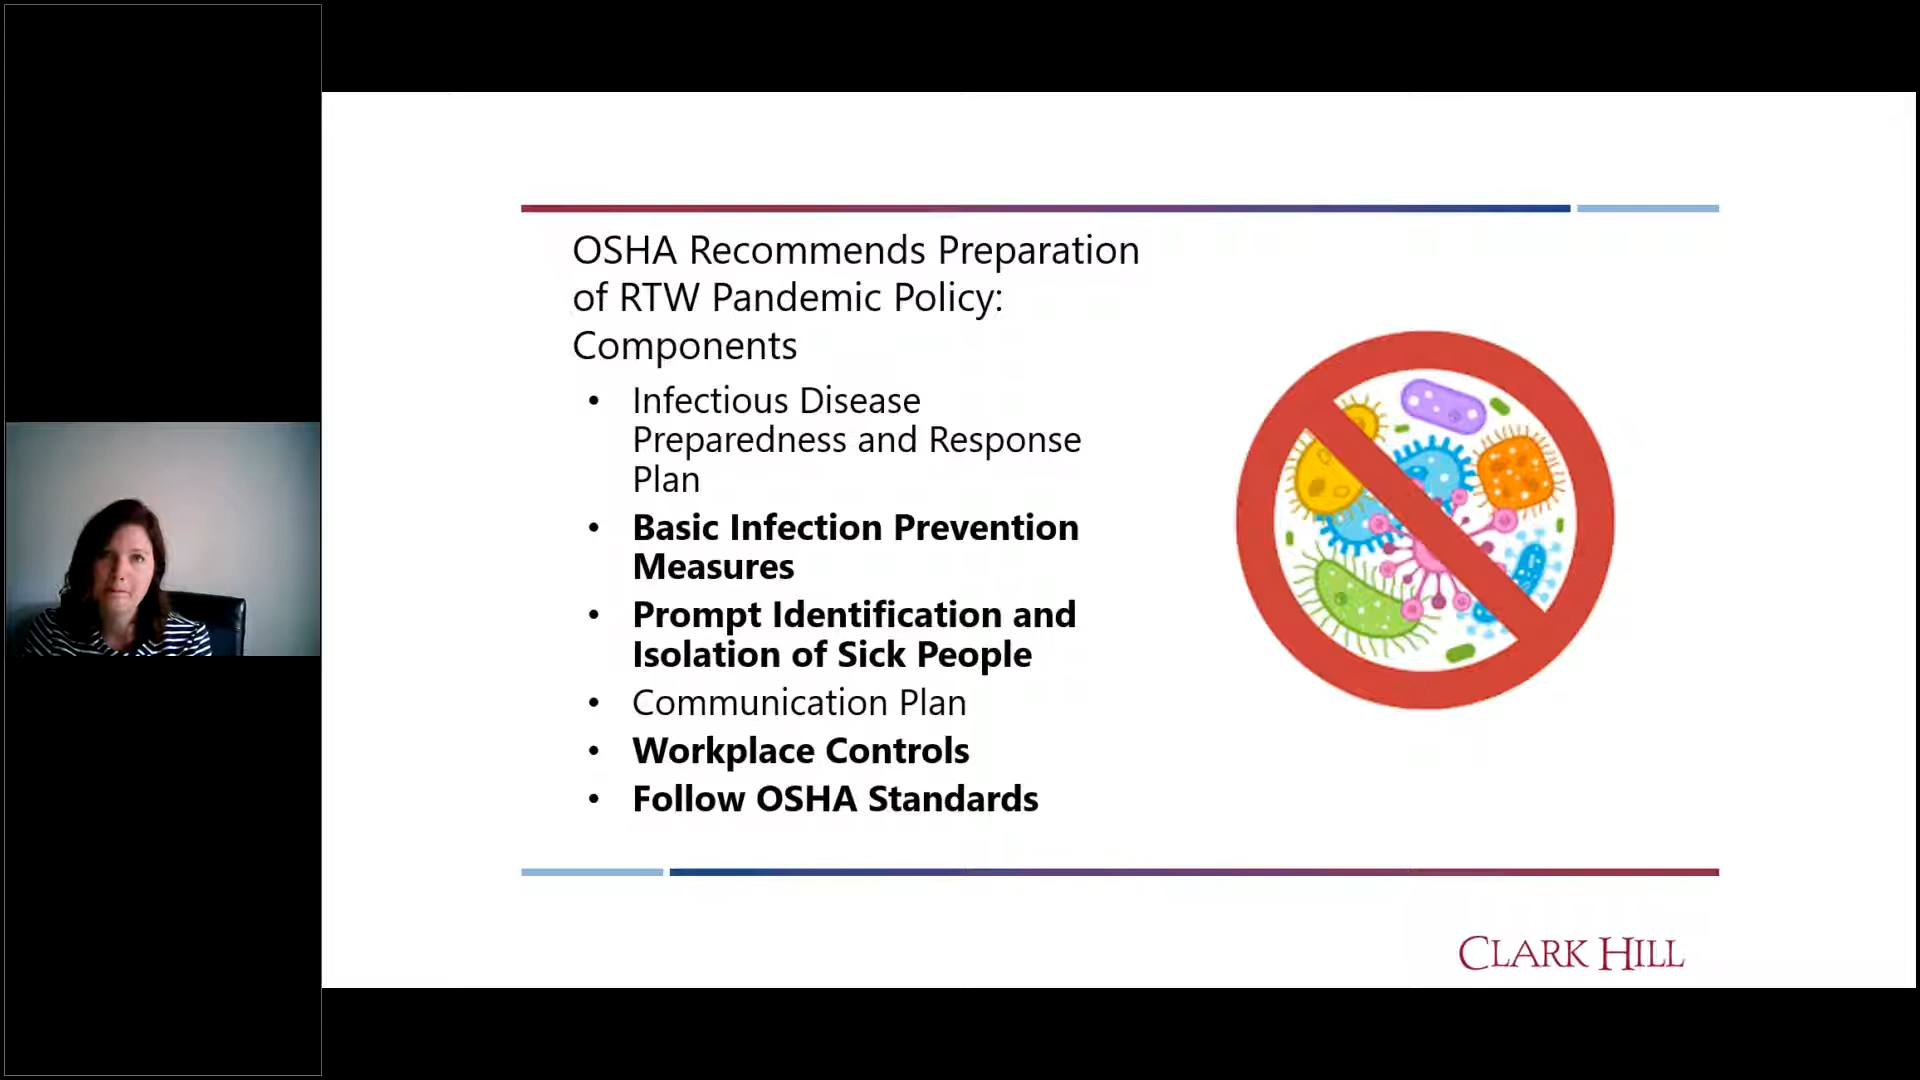 OSHA Recommends Preparation
of RTW Pandemic Policy:
Components
• Infectious Disease
Preparedness and Response
Plan
• Basic Infection Prevention
Measures
• Prompt Identification and
Isolation of Sick People
• Communication Plan
• Workplace Controls
• Follow OSHA Standards
CLARK HILL